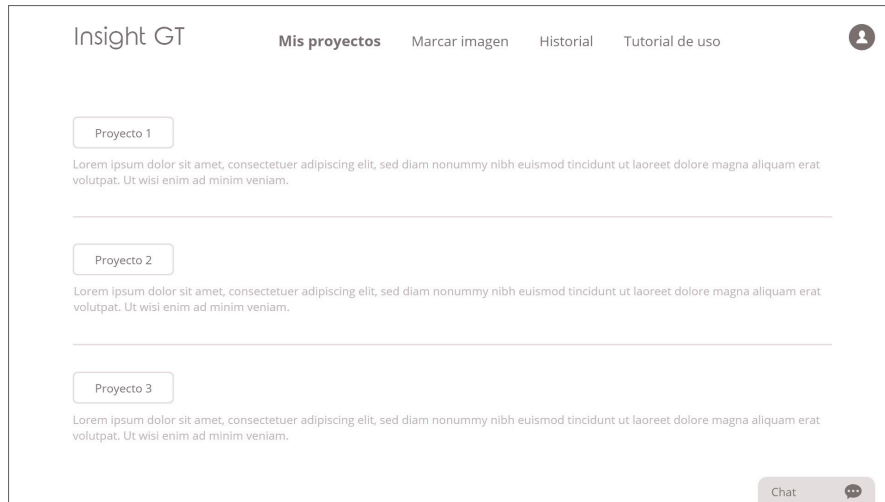 Insight GT
Mis proyectos Marcar imagen Historial Tutorial de uso
Proyecto 1
Lorem ipsum dolor sit amet, consectetuer adipiscing elit, sed diam nonummy nibh euismod tincidunt ut laoreet dolore magna aliquam erat
volutpat. Ut wisi enim ad minim veniam.
Proyecto 2
Lorem ipsum dolor sit amet, consectetuer adipiscing elit, sed diam nonummy nibh euismod tincidunt ut laoreet dolore magna aliquam erat
volutpat. Ut wisi enim ad minim veniam.
Proyecto 3
Lorem ipsum dolor sit amet, consectetuer adipiscing elit, sed diam nonummy nibh euismod tincidunt ut laoreet dolore magna aliquam erat
volutpat. Ut wisi enim ad minim veniam.
Chat